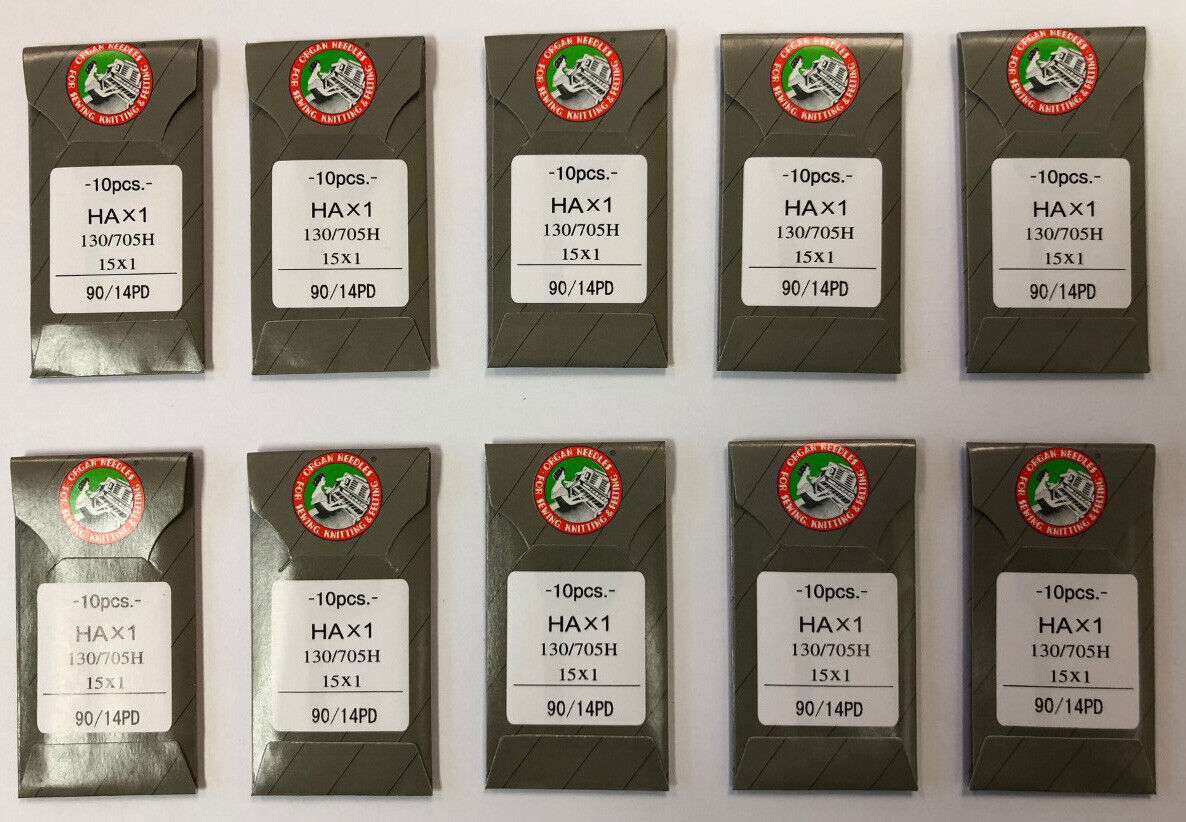 ORGAN NEEDLES
FOR SEWING, KNITTING & FELTING
-10pcs.-
HA×1
130/705H
15x1
90/14PD
ORGAN NEEDLES
FOR SEWING, KNITTING & FELTING
-10pcs.-
HA×1
130/705H
15x1
90/14PD
ORGAN NEEDLES
FOR SEWING, KNITTING & FELTING
-10pcs.-
HA×1
130/705H
15x1
90/14PD
ORGAN NEEDLES
FOR SEWING, KNITTING & FELTING
-10pcs.-
HA×1
130/705H
15x1
90/14PD
ORGAN NEEDLES
FOR SEWING, KNITTING & FELTING
-10pcs.-
HA×1
130/705H
15x1
90/14PD
ORGAN NEEDLES
FOR SEWING, KNITTING & FELTING
-10pcs.-
HA×1
130/705H
15x1
90/14PD
ORGAN NEEDLES
FOR SEWING, KNITTING & FELTING
-10pcs.-
HA×1
130/705H
15x1
90/14PD
ORGAN NEEDLES
FOR SEWING, KNITTING & FELTING
-10pcs.-
HA×1
130/705H
15x1
90/14PD
ORGAN NEEDLES
FOR SEWING, KNITTING & FELTING
-10pcs.-
HA×1
130/705H
15x1
90/14PD
ORGAN NEEDLES
FOR SEWING, KNITTING & FELTING
-10pcs.-
HA×1
130/705H
15x1
90/14PD